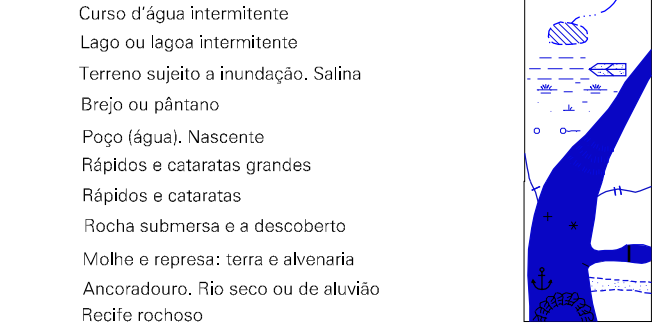 Curso d'água intermitente
Lago ou lagoa intermitente
Terreno sujeito a inundação. Salina
Brejo ou pântano
Poço (água). Nascente
Rápidos e cataratas grandes
Rápidos e cataratas
Rocha submersa e a descoberto
Molhe e represa: terra e alvenaria
Ancoradouro. Rio seco ou de aluvião
Recife rochoso